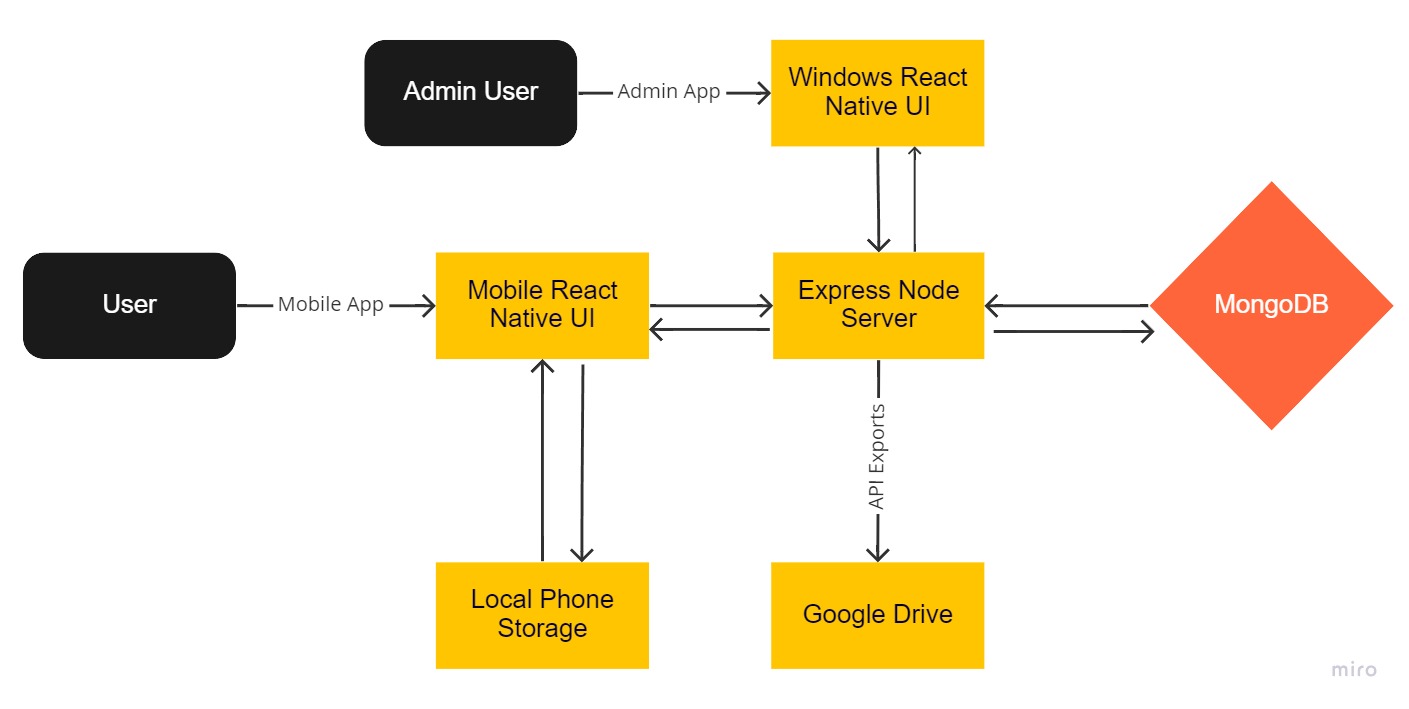 Admin User
Admin App
Windows React
Native UI
User
Mobile App
Mobile React
Native UI
Express Node
Server
MongoDB
API Exports
Local Phone
Storage
Google Drive
miro